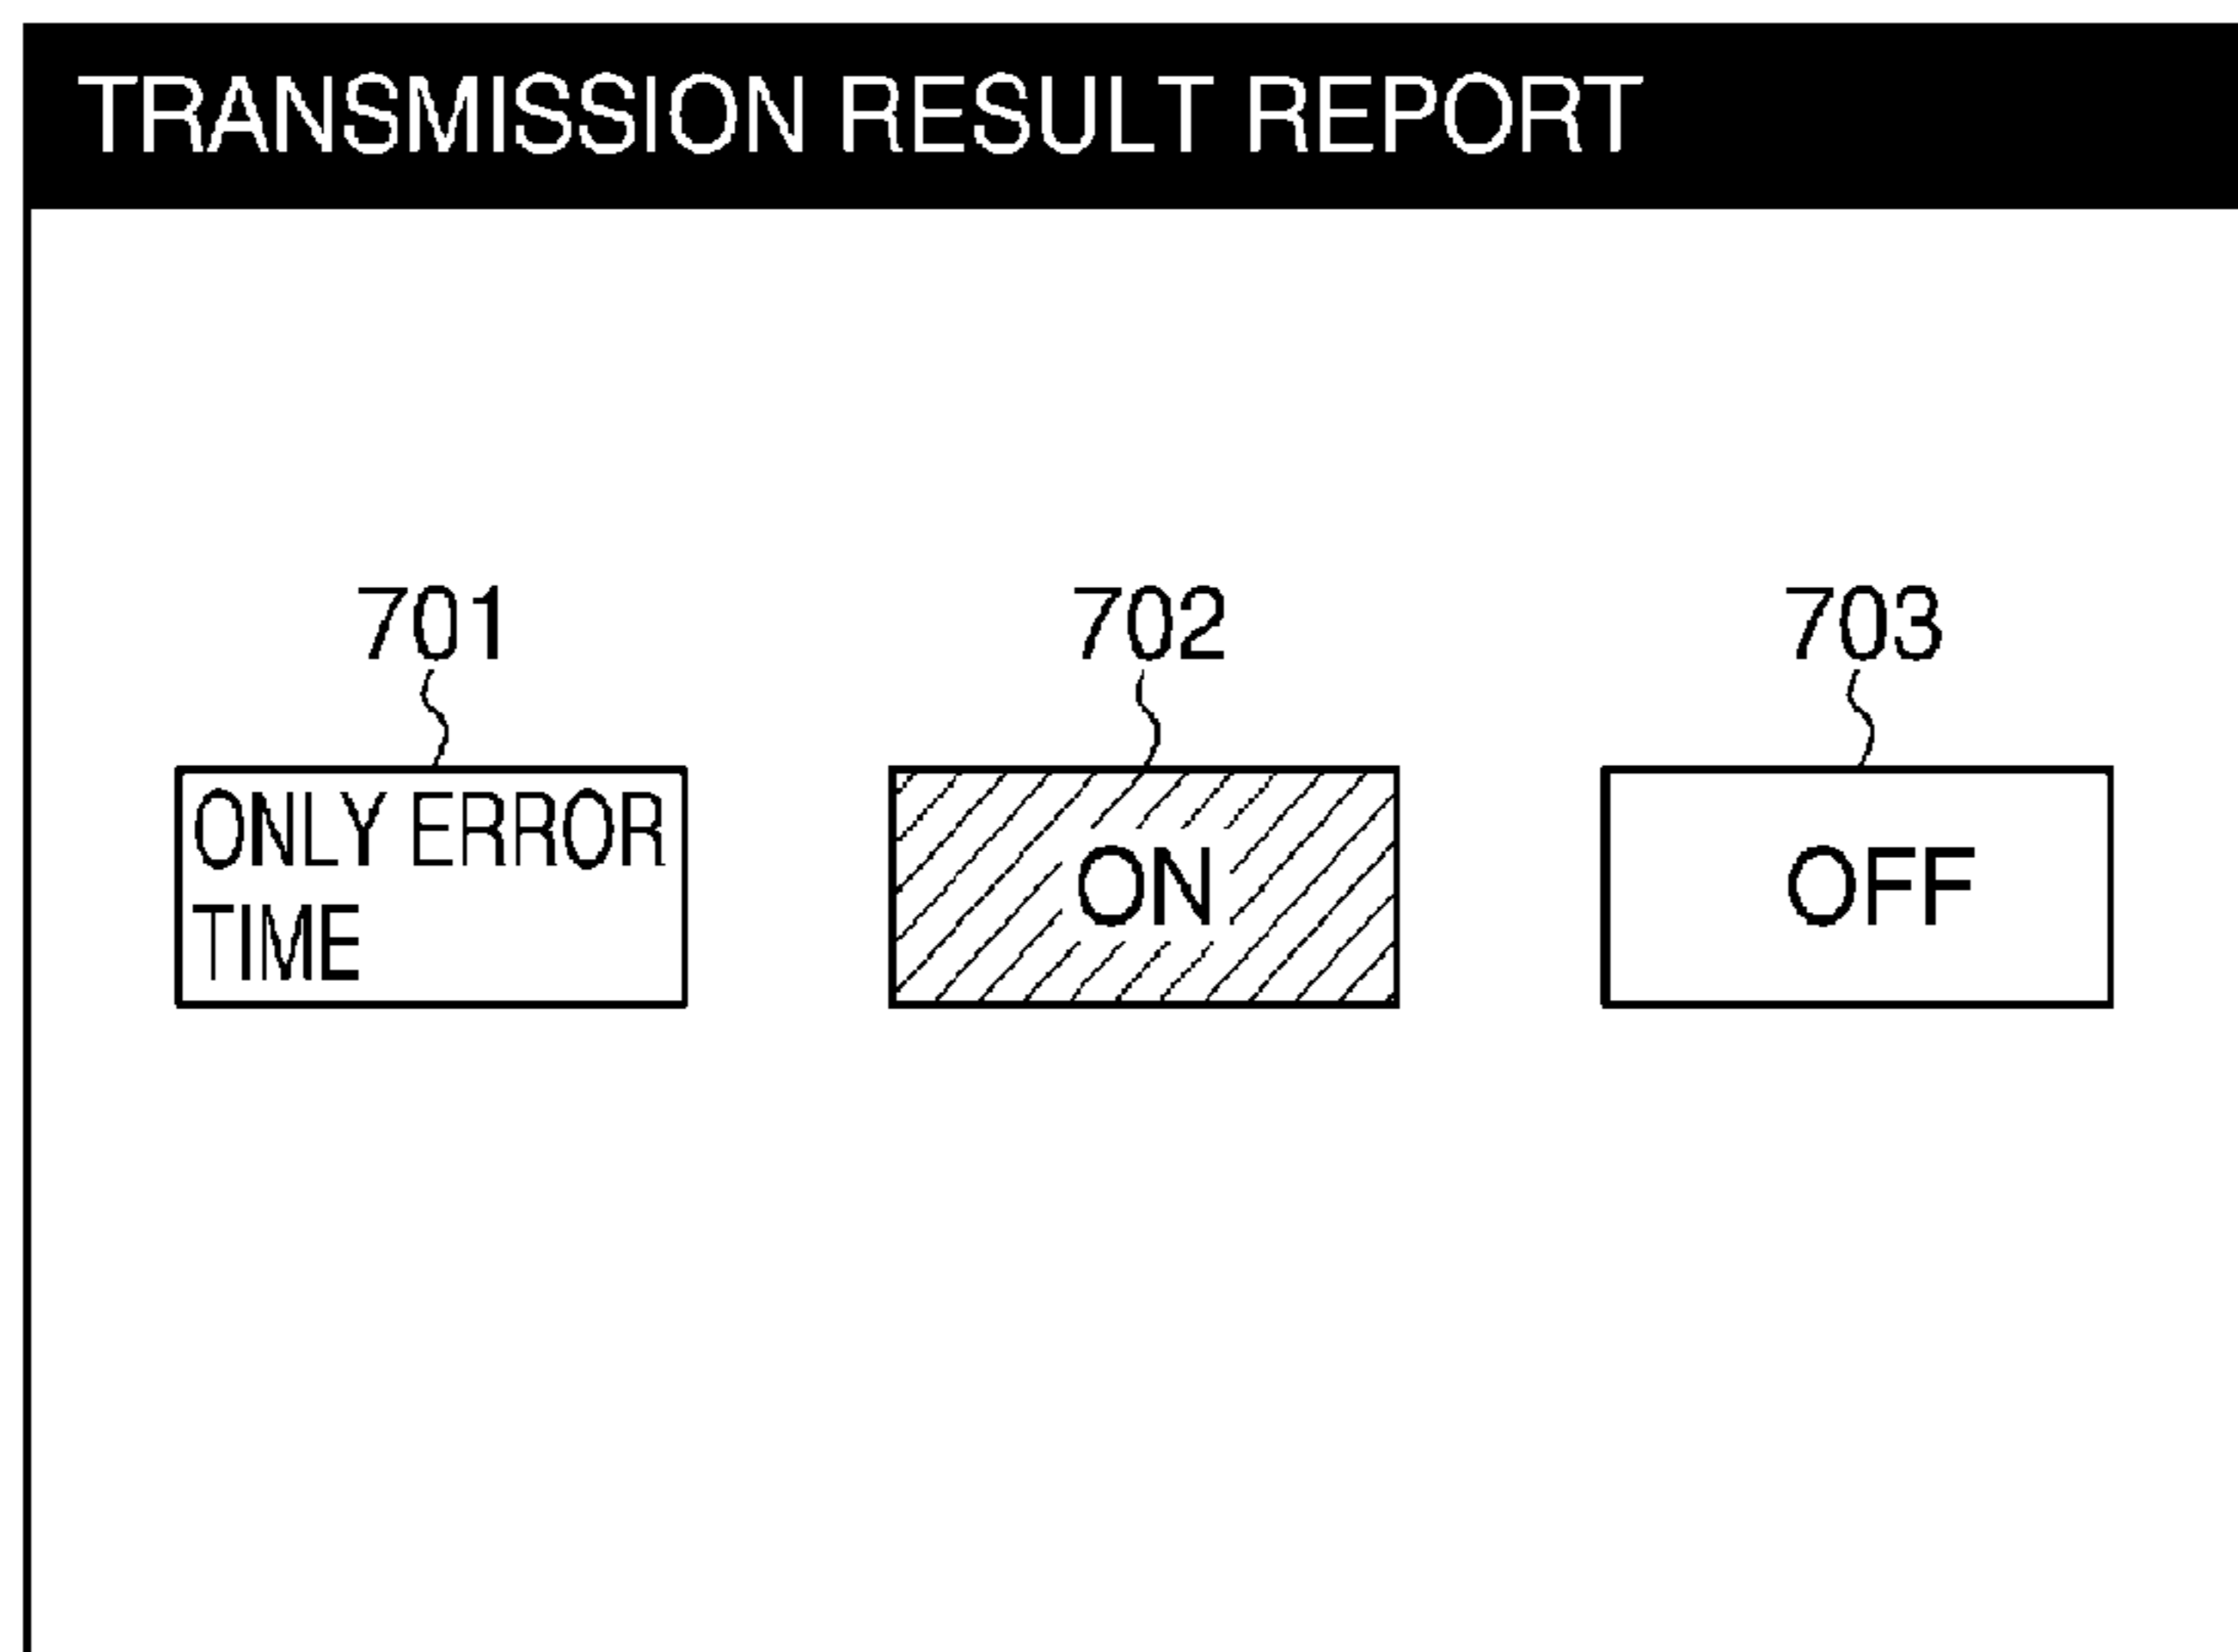 TRANSMISSION RESULT REPORT
701
702
703
ONLY ERROR
TIME
ON
OFF